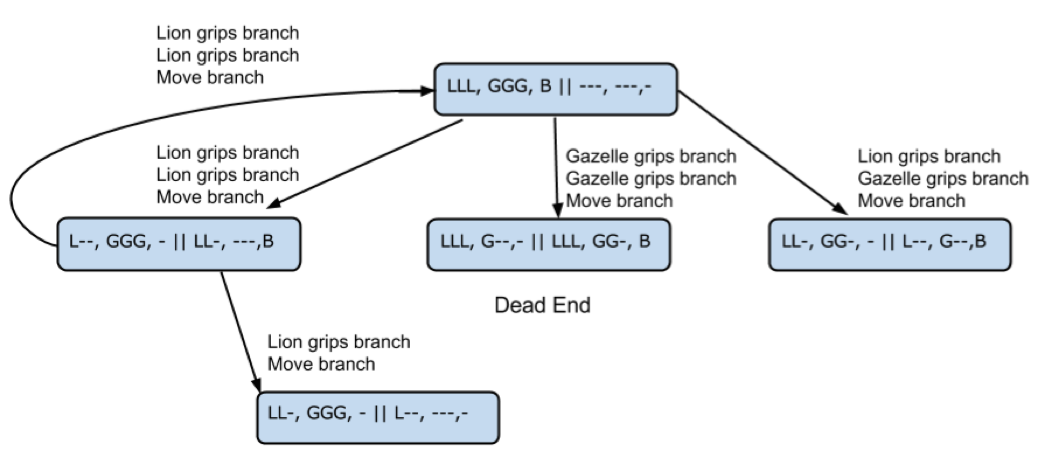 Lion grips branch
Lion grips branch
Move branch
LLL, GGG, B || ---, ---,-
Lion grips branch
Lion grips branch
Move branch
Gazelle grips branch
Gazelle grips branch
Move branch
Lion grips branch
Gazelle grips branch
Move branch
L--, GGG, - || LL-, ---,B
LLL, G--,- || LLL, GG-, B
LL-, GG-, - || L--, G--,B
Dead End
Lion grips branch
Move branch
LL-, GGG, - || L--, ---,-